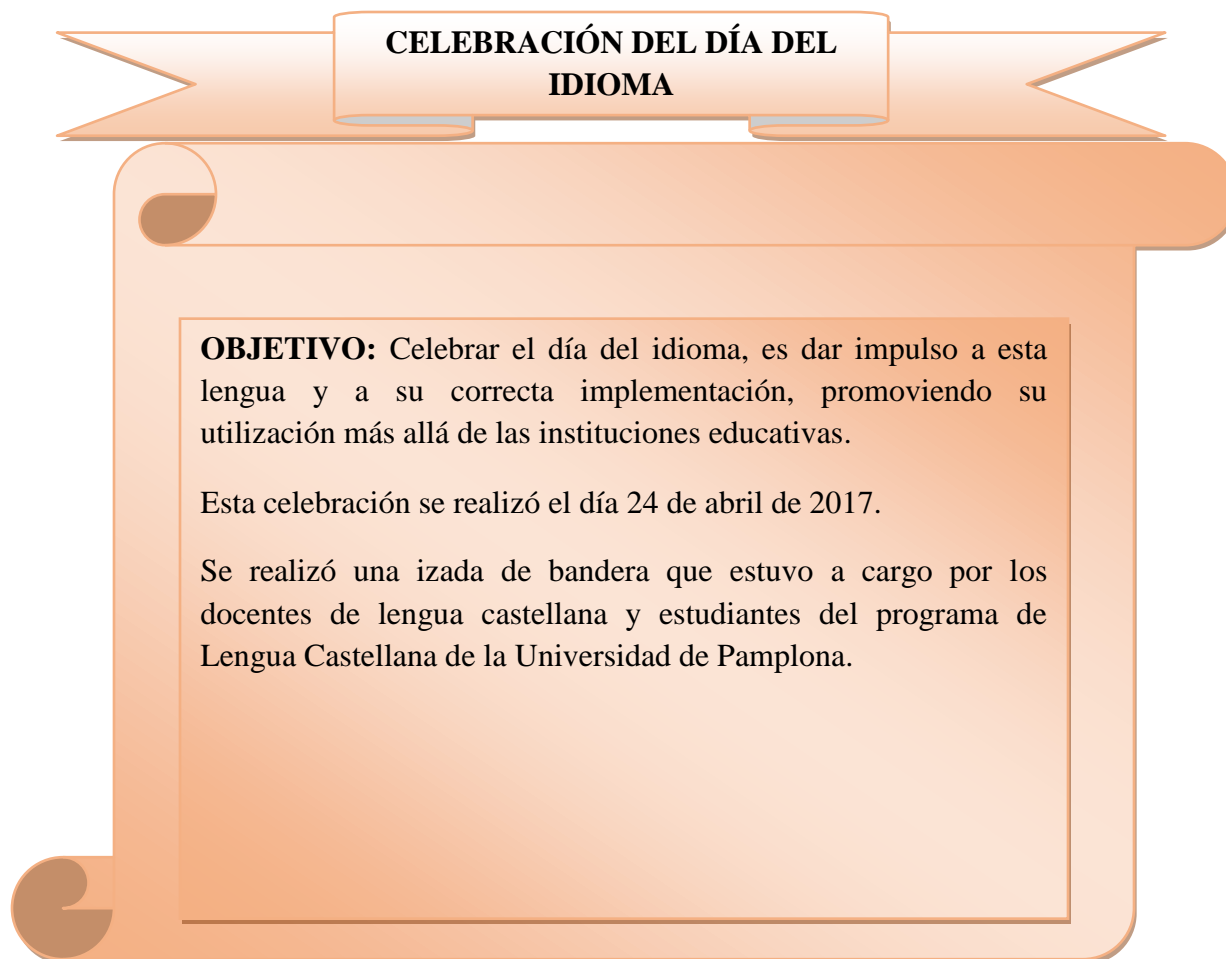 CELEBRACIÓN DEL DÍA DEL
IDIOMA
OBJETIVO: Celebrar el día del idioma, es dar impulso a esta
lengua y a su correcta implementación, promoviendo su
utilización más allá de las instituciones educativas.
Esta celebración se realizó el día 24 de abril de 2017.
Se realizó una izada de bandera que estuvo a cargo por los
docentes de lengua castellana y estudiantes del programa de
Lengua Castellana de la Universidad de Pamplona.